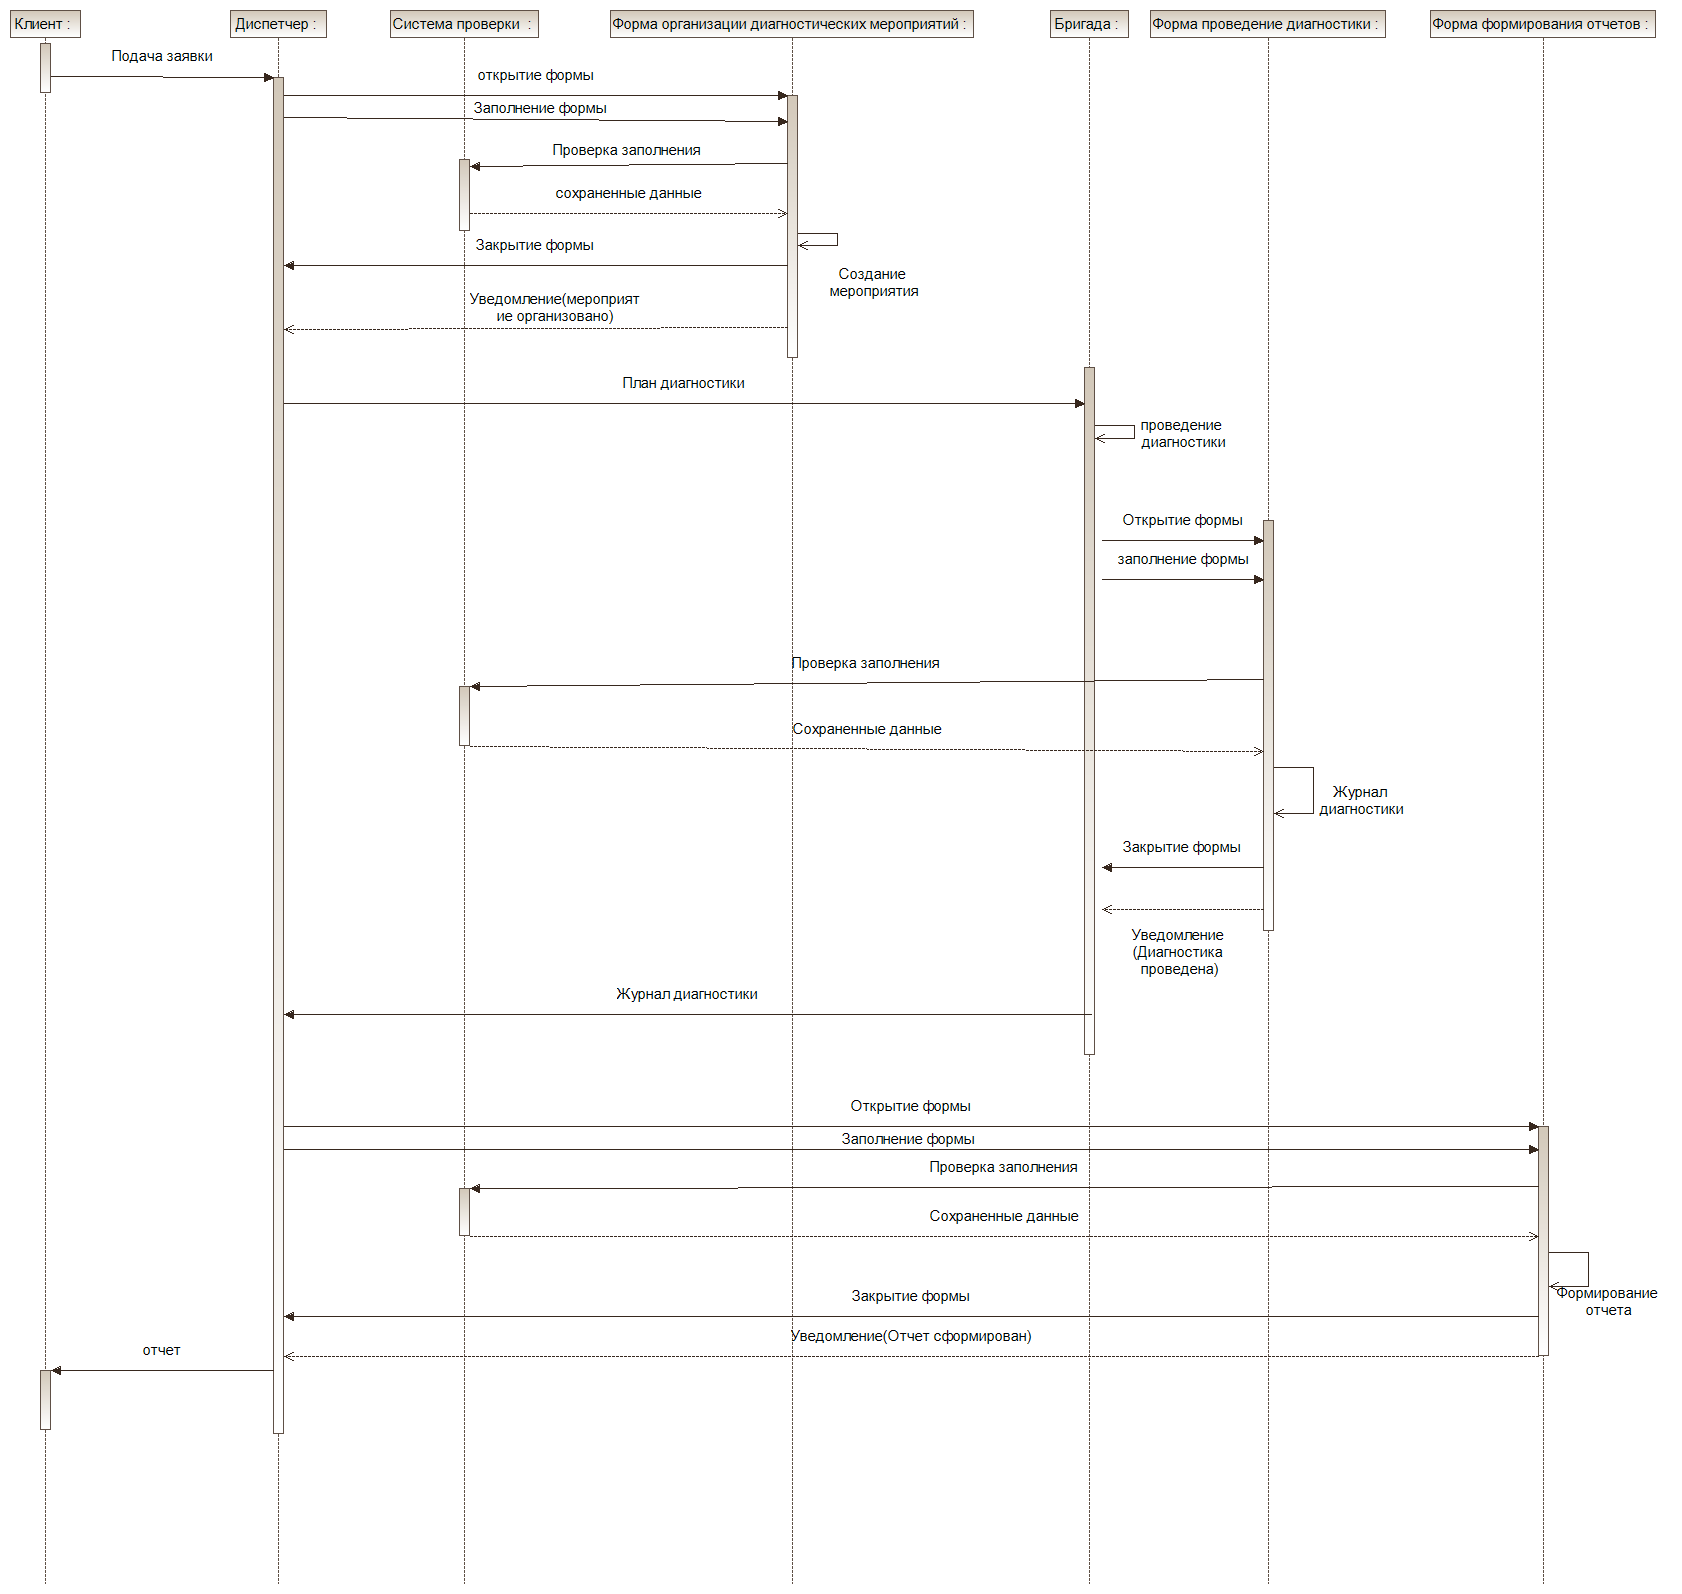 Клиент :
Диспетчер :
Система проверки :
Форма организации диагностических мероприятий :
Бригада :
Форма проведение диагностики :
Форма формирования отчетов :
Подача заявки
открытие формы
Заполнение формы
Проверка заполнения
сохраненные данные
Закрытие формы
Создание
мероприятия
Уведомление(мероприят
ие организовано)
План диагностики
проведение
диагностики
Открытие формы
заполнение формы
Проверка заполнения
Сохраненные данные
Журнал
диагностики
Закрытие формы
Уведомление
(Диагностика
проведена)
Журнал диагностики
Открытие формы
Заполнение формы
Проверка заполнения
Сохраненные данные
Закрытие формы
Формирование
отчета
Уведомление(Отчет сформирован)
отчет